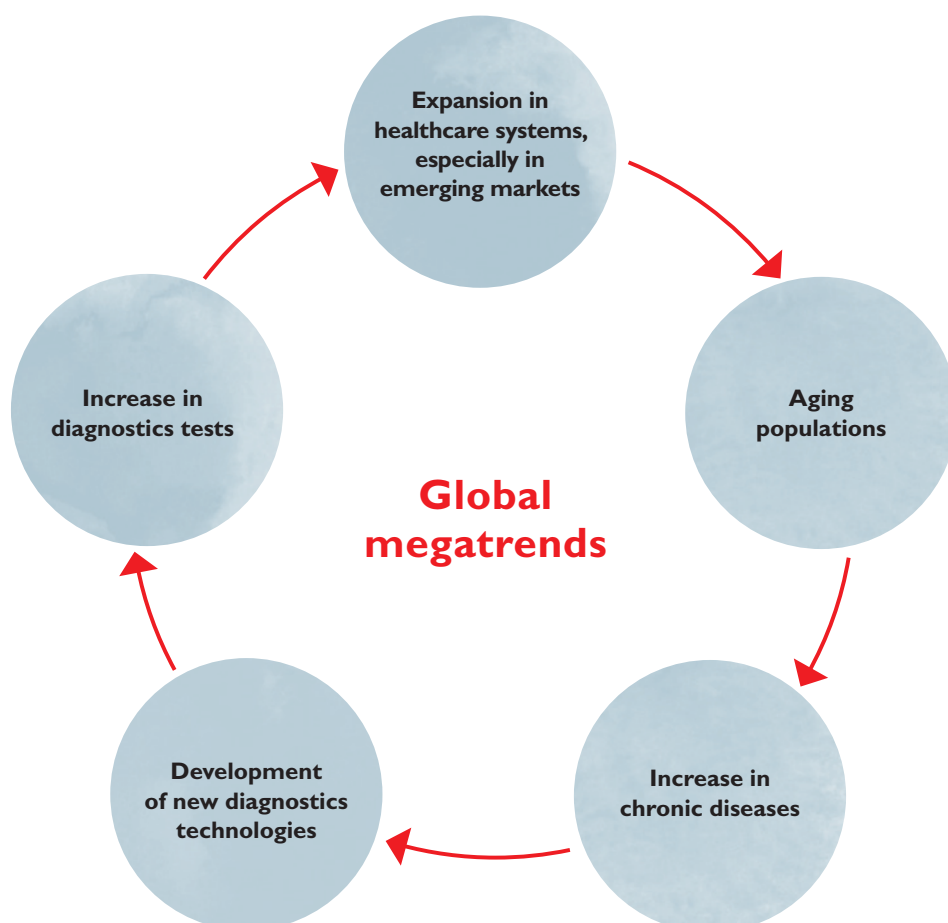 Expansion in
healthcare systems,
especially in
emerging markets
Aging
populations
Increase in
chronic diseases
Development
of new diagnostics
technologies
Increase in
diagnostics tests
Global
megatrends